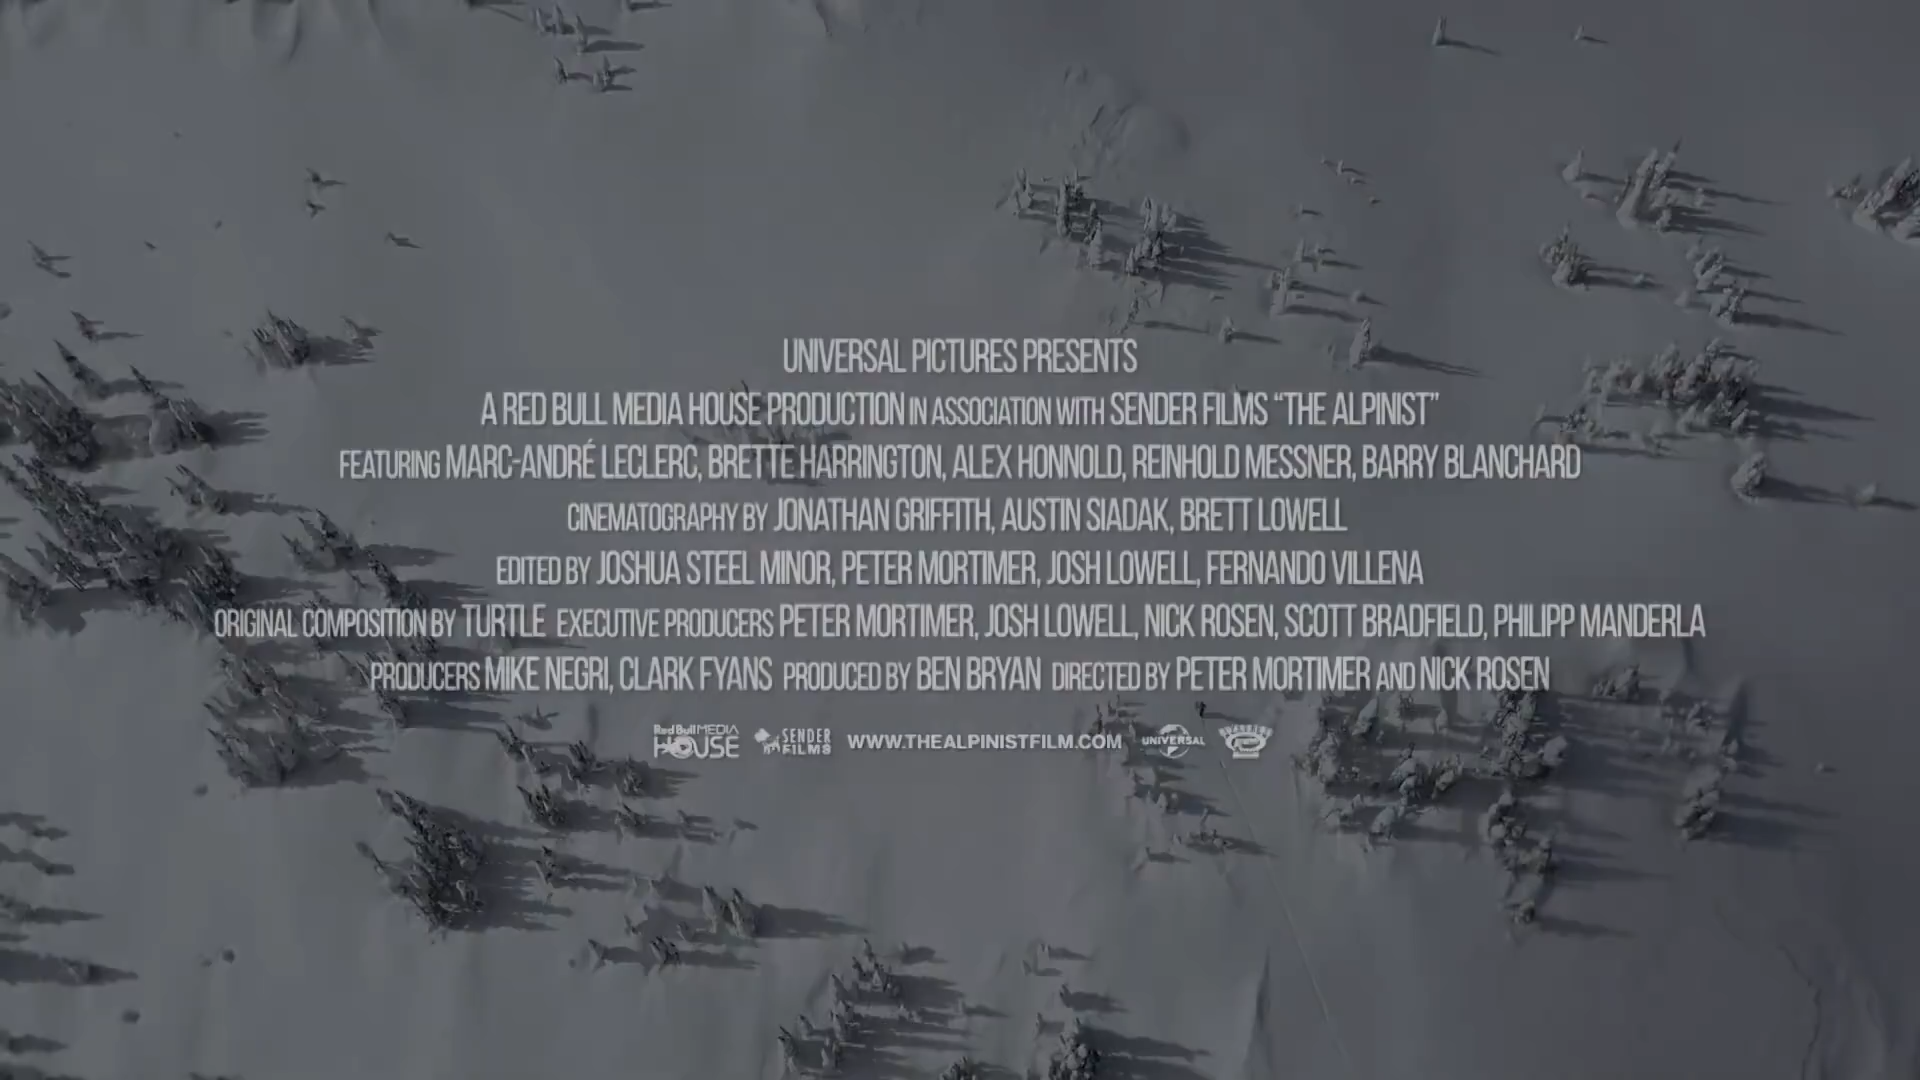 UNIVERSAL PICTURES PRESENTS
A RED BULL MEDIA HOUSE PRODUCTION IN ASSOCIATION WITH SENDER FILMS “THE ALPINIST”
FEATURING MARC-ANDRÉ LECLERC, BRETTE HARRINGTON, ALEX HONNOLD, REINHOLD MESSNER, BARRY BLANCHARD
CINEMATOGRAPHY BY JONATHAN GRIFFITH, AUSTIN SIADAK, BRETT LOWELL
EDITED BY JOSHUA STEEL MINOR, PETER MORTIMER, JOSH LOWELL, FERNANDO VILLENA
ORIGINAL COMPOSITION BY TURTLE EXECUTIVE PRODUCERS PETER MORTIMER, JOSH LOWELL, NICK ROSEN, SCOTT BRADFIELD, PHILIPP MANDERLA
PRODUCERS MIKE NEGRI, CLARK FYANS PRODUCED BY BEN BRYAN DIRECTED BY PETER MORTIMER AND NICK ROSEN
Red Bull MEDIA HOUSE SENDER FILMS WWW.THEALPINISTFILM.COM UNIVERSAL